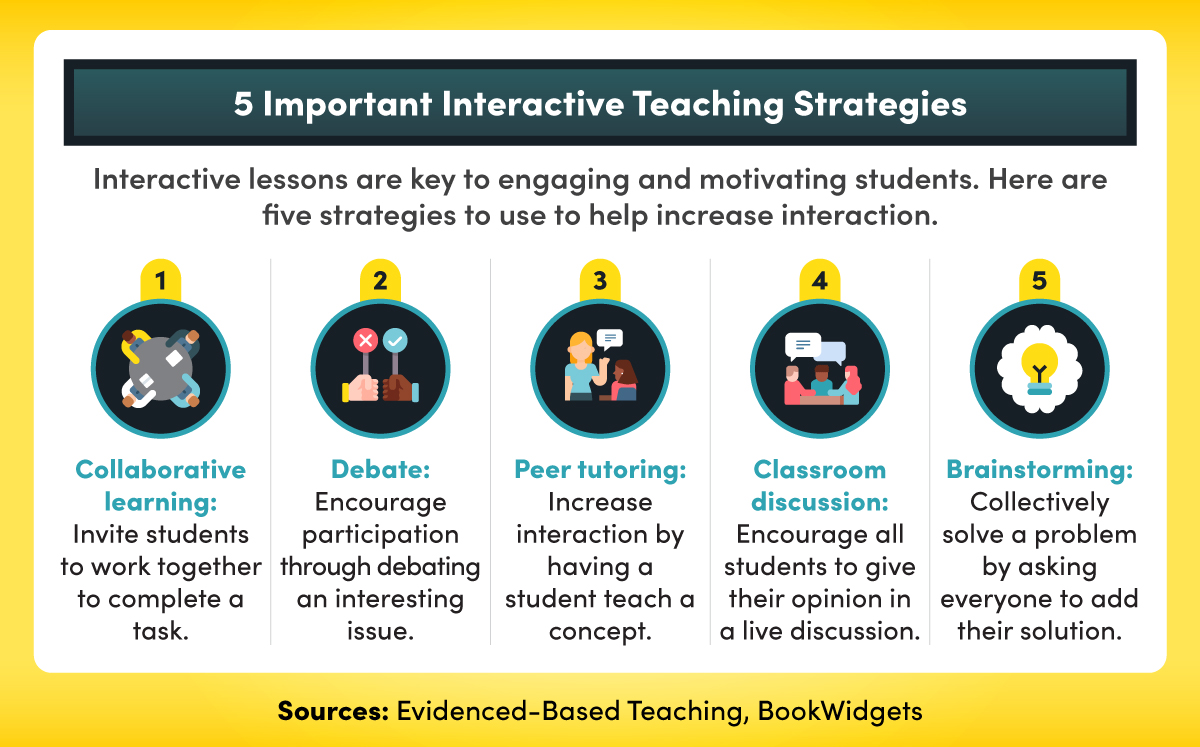 5 Important Interactive Teaching Strategies
Interactive lessons are key to engaging and motivating students. Here are
five strategies to use to help increase interaction.
1
Collaborative
learning:
Invite students
to work together
to complete a
task.
2
Debate:
Encourage
participation
through debating
an interesting
issue.
3
Peer tutoring:
Increase
interaction by
having a
student teach a
concept.
4
Classroom
discussion:
Encourage all
students to give
their opinion in
a live discussion.
5
Brainstorming:
Collectively
solve a problem
by asking
everyone to add
their solution.
Sources: Evidenced-Based Teaching, BookWidgets